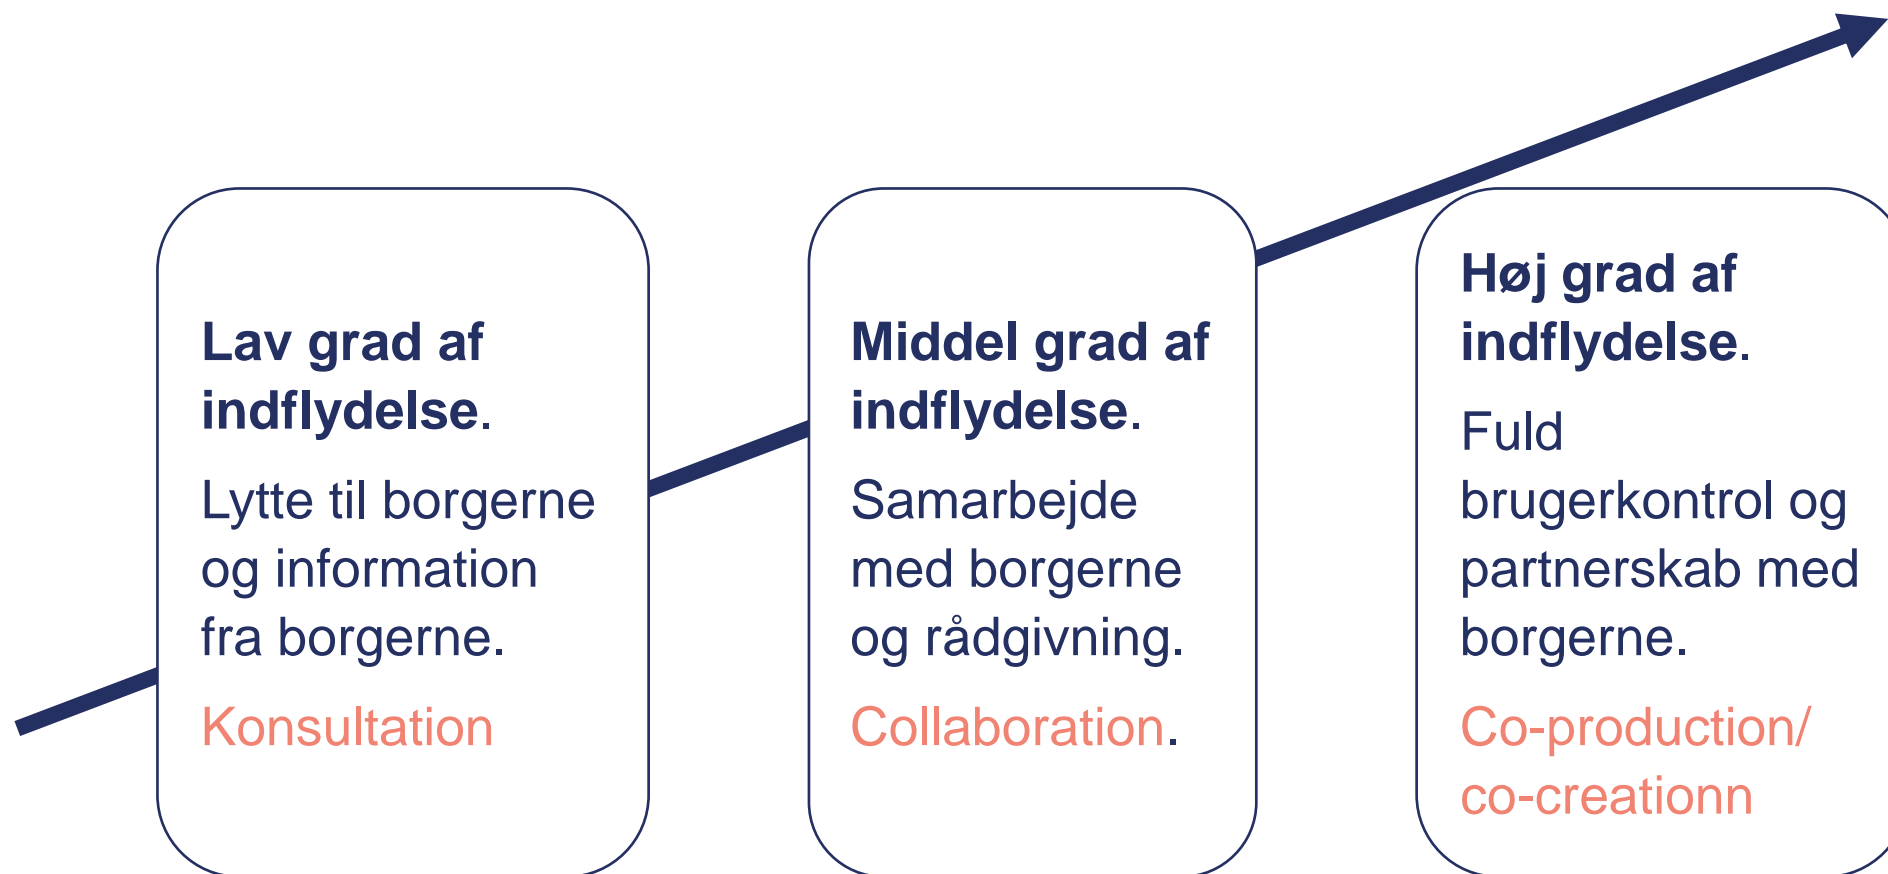 Lav grad af
indflydelse.
Lytte til borgerne
og information
fra borgerne.
Konsultation
Middel grad af
indflydelse.
Samarbejde
med borgerne
og rådgivning.
Collaboration.
Høj grad af
indflydelse.
Fuld
brugerkontrol og
partnerskab med
borgerne.
Co-production/
co-creationn